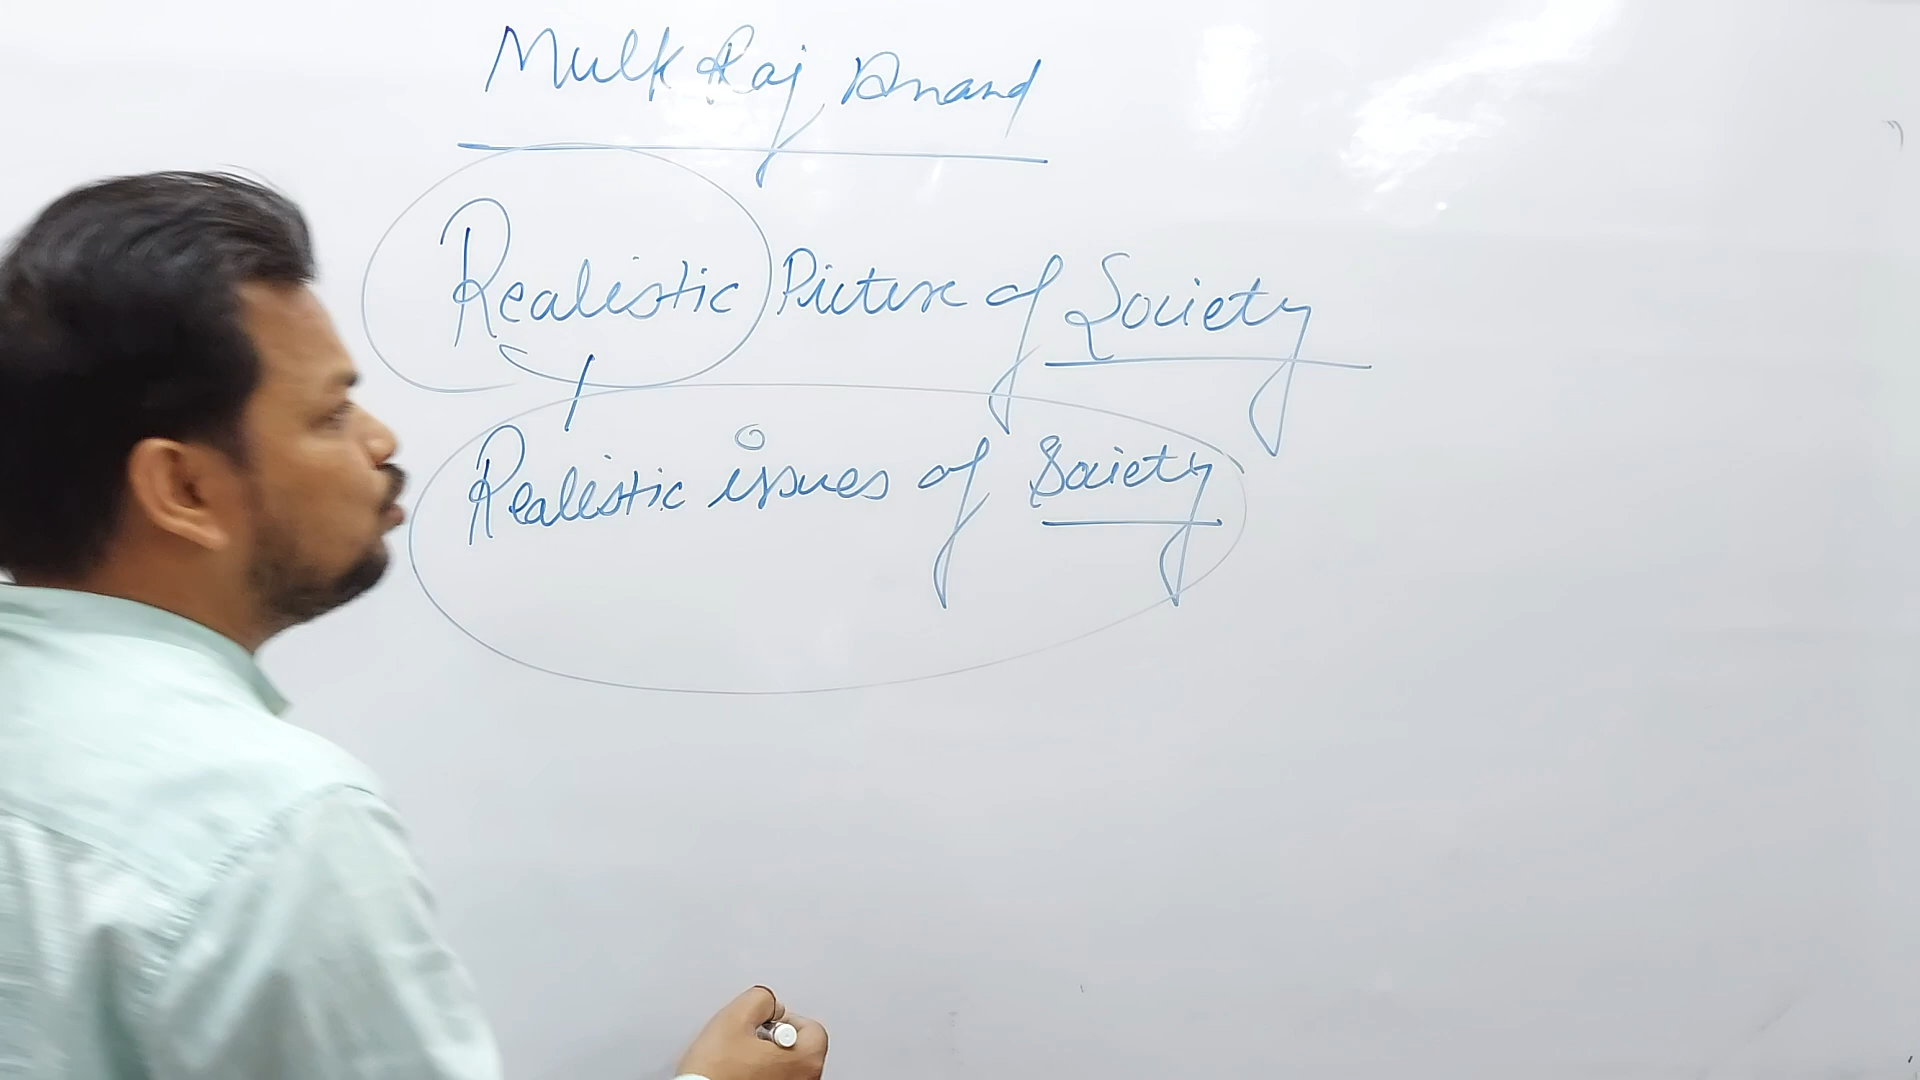 Mulk Raj Anand
Realistic Picture of Society
Realistic issues of Society